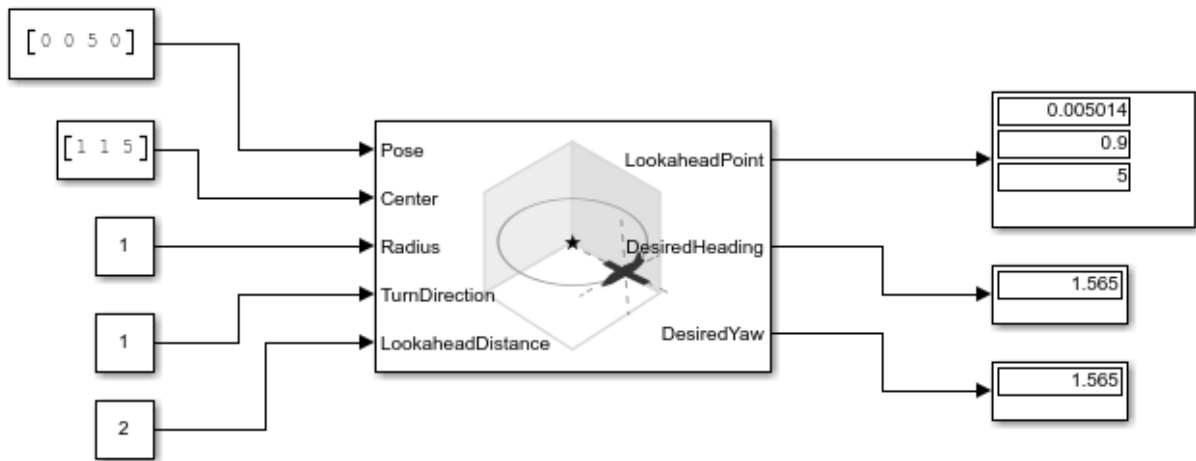 [0 0 5 0]
[1 1 5]
1
1
2
Pose
Center
Radius
TurnDirection
LookaheadDistance
LookaheadPoint
DesiredHeading
DesiredYaw
0.005014
0.9
5
1.565
1.565